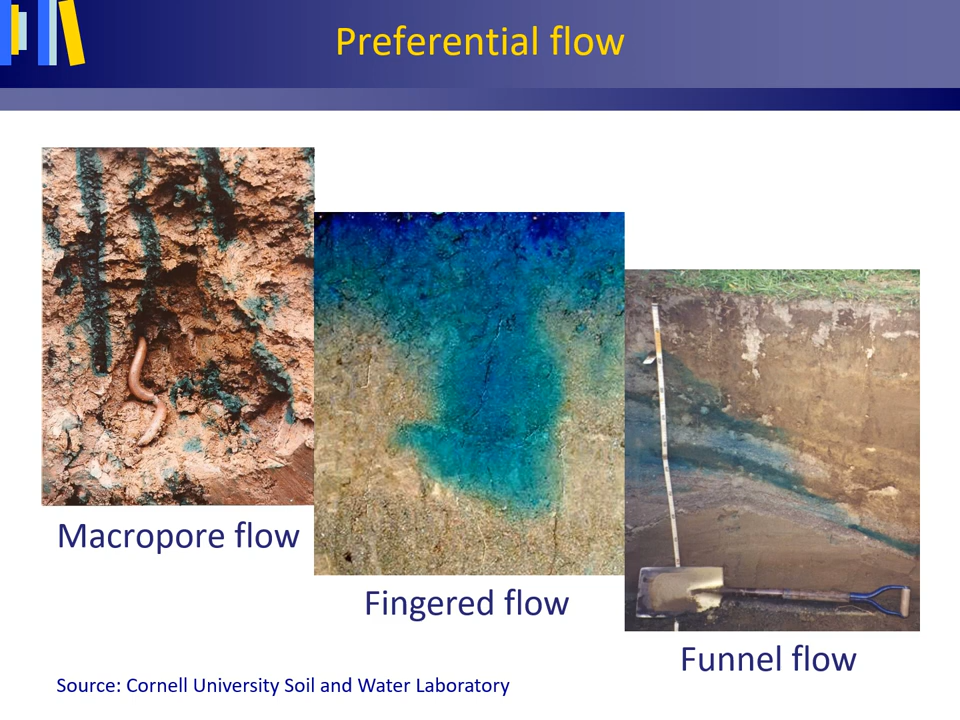 Preferential flow
Macropore flow
Fingered flow
Funnel flow
Source: Cornell University Soil and Water Laboratory